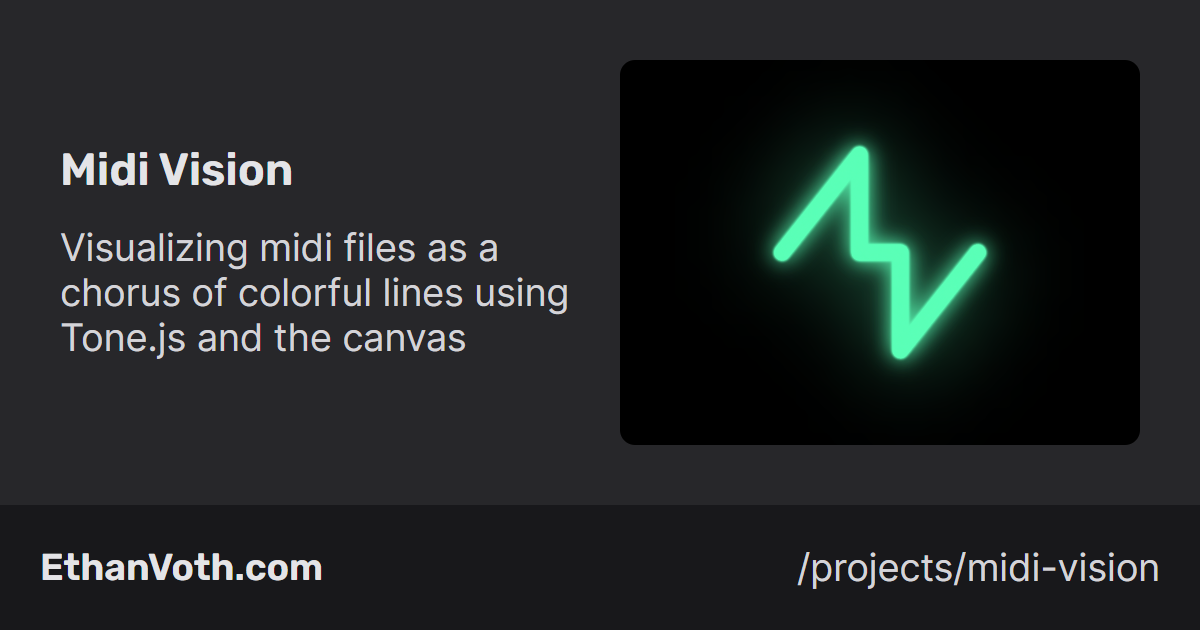 Midi Vision
Visualizing midi files as a
chorus of colorful lines using
Tone.js and the canvas
EthanVoth.com
/projects/midi-vision